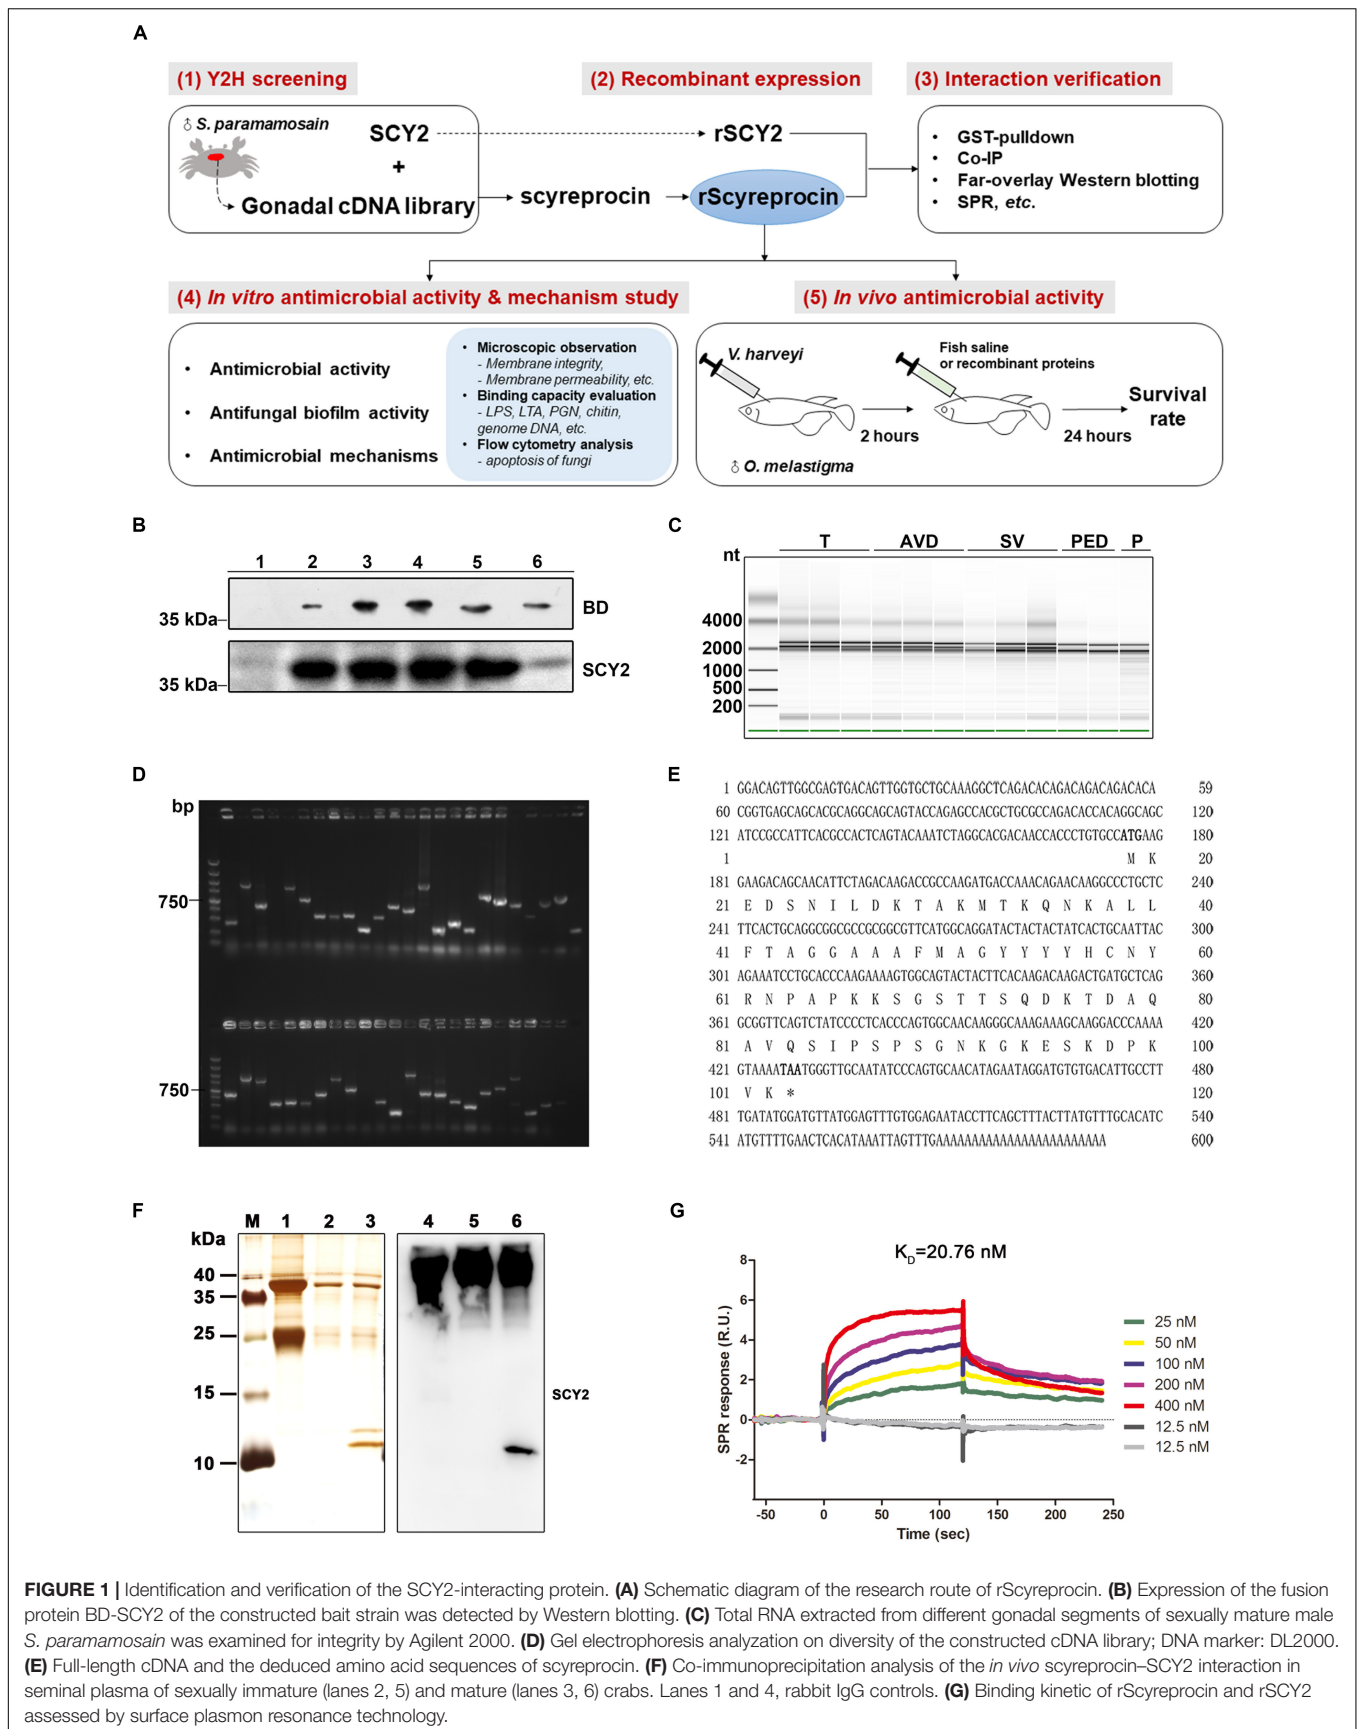 A
(1) Y2H screening
(2) Recombinant expression
(3) Interaction verification
♂ S. paramamosain
SCY2
+
Gonadal cDNA library
scyreprocin
rSCY2
rScyreprocin
• GST-pulldown
• Co-IP
• Far-overlay Western blotting
• SPR, etc.
(4) In vitro antimicrobial activity & mechanism study
(5) In vivo antimicrobial activity
• Antimicrobial activity
• Antifungal biofilm activity
• Antimicrobial mechanisms
• Microscopic observation
- Membrane integrity,
- Membrane permeability, etc.
• Binding capacity evaluation
- LPS, LTA, PGN, chitin,
genome DNA, etc.
• Flow cytometry analysis
- apoptosis of fungi
V. harveyi
2 hours
♂ O. melastigma
Fish saline
or recombinant proteins
24 hours
Survival
rate
B
1 2 3 4 5 6
35 kDa
BD
35 kDa
SCY2
C
nt
T AVD SV PED P
4000
2000
1000
500
200
D
bp
750
750
E
1 GGACAGTTGGCGAGTGACAGTTGGTGCTGCAAAGGCTCAGACACAGACAGACAGACACA 59
60 CGGTGAGCAGCACGCAGGCAGCAGTACCAGAGCCACGCTGCGCCAGACACCACAGGCAGC 120
121 ATCCGCCATTCACGCCACTCAGTACAAATCTAGGCACGACAACCACCCTGTGCCATGAAG 180
1 M K 20
181 GAAGACAGCAACATTCTAGACAAGACCGCCAAGATGACCAAACAGAACAAGGCCCTGCTC 240
21 E D S N I L D K T A K M T K Q N K A L L 40
241 TTCACTGCAGGCGGCGCCGCGGCGTTCATGGCAGGATACTACTACTATCACTGCAATTAC 300
41 F T A G G A A A F M A G Y Y Y Y H C N Y 60
301 AGAAATCCTGCACCCAAGAAAAGTGGCAGTACTACTTCACAAGACAAGACTGATGCTCAG 360
61 R N P A P K K S G S T T S Q D K T D A Q 80
361 GCGGTTCAGTCTATCCCCTCACCCAGTGGCAACAAGGGCAAAGAAAGCAAGGACCCAAAA 420
81 A V Q S I P S P S G N K G K E S K D P K 100
421 GTAAAATAATGGGTTGCAATATCCCAGTGCAACATAGAATAGGATGTGTGACATTGCCTT 480
101 V K * 120
481 TGATATGGATGTTATGGAGTTTGTGGAGAATACCTTCAGCTTTACTTATGTTTGCACATC 540
541 ATGTTTTGAACTCACATAAATTAGTTTGAAAAAAAAAAAAAAAAAAAAAAAA 600
F
kDa
M 1 2 3
4 5 6
40
35
25
15
10
SCY2
G
K_D=20.76 nM
SPR response (R.U.)
8
6
4
2
0
-2
-50 0 50 100 150 200 250
Time (sec)
25 nM
50 nM
100 nM
200 nM
400 nM
12.5 nM
12.5 nM
FIGURE 1 | Identification and verification of the SCY2-interacting protein. (A) Schematic diagram of the research route of rScyreprocin. (B) Expression of the fusion
protein BD-SCY2 of the constructed bait strain was detected by Western blotting. (C) Total RNA extracted from different gonadal segments of sexually mature male
S. paramamosain was examined for integrity by Agilent 2000. (D) Gel electrophoresis analyzation on diversity of the constructed cDNA library; DNA marker: DL2000.
(E) Full-length cDNA and the deduced amino acid sequences of scyreprocin. (F) Co-immunoprecipitation analysis of the in vivo scyreprocin–SCY2 interaction in
seminal plasma of sexually immature (lanes 2, 5) and mature (lanes 3, 6) crabs. Lanes 1 and 4, rabbit IgG controls. (G) Binding kinetic of rScyreprocin and rSCY2
assessed by surface plasmon resonance technology.